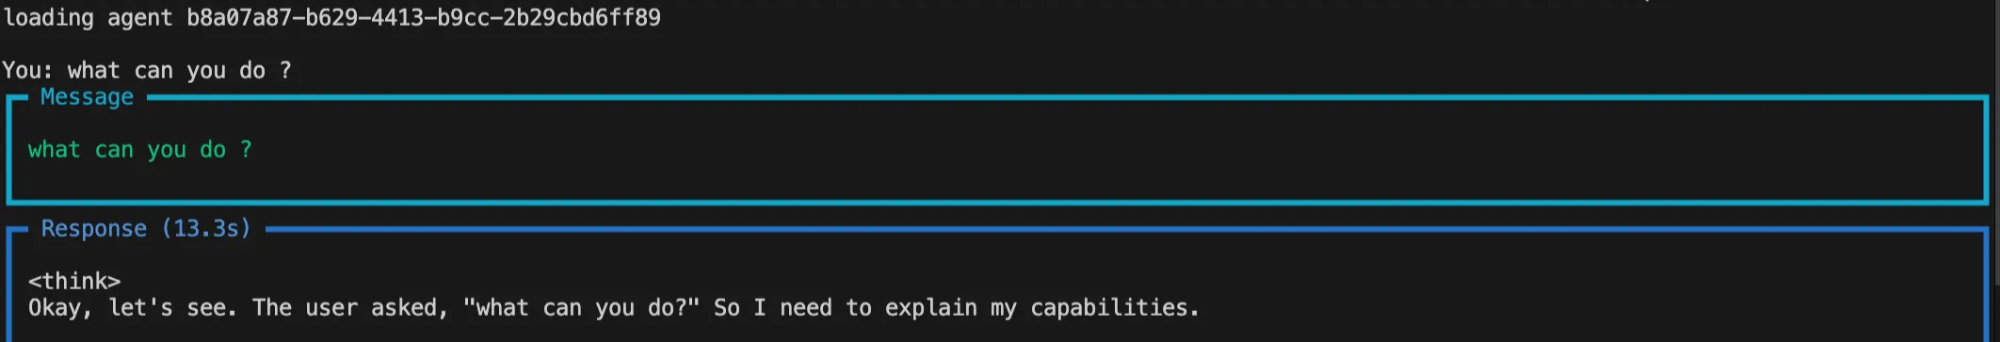 loading agent b8a07a87-b629-4413-b9cc-2b29cbd6ff89
You: what can you do ?
Message
what can you do ?
Response (13.3s)
<think>
Okay, let's see. The user asked, "what can you do?" So I need to explain my capabilities.